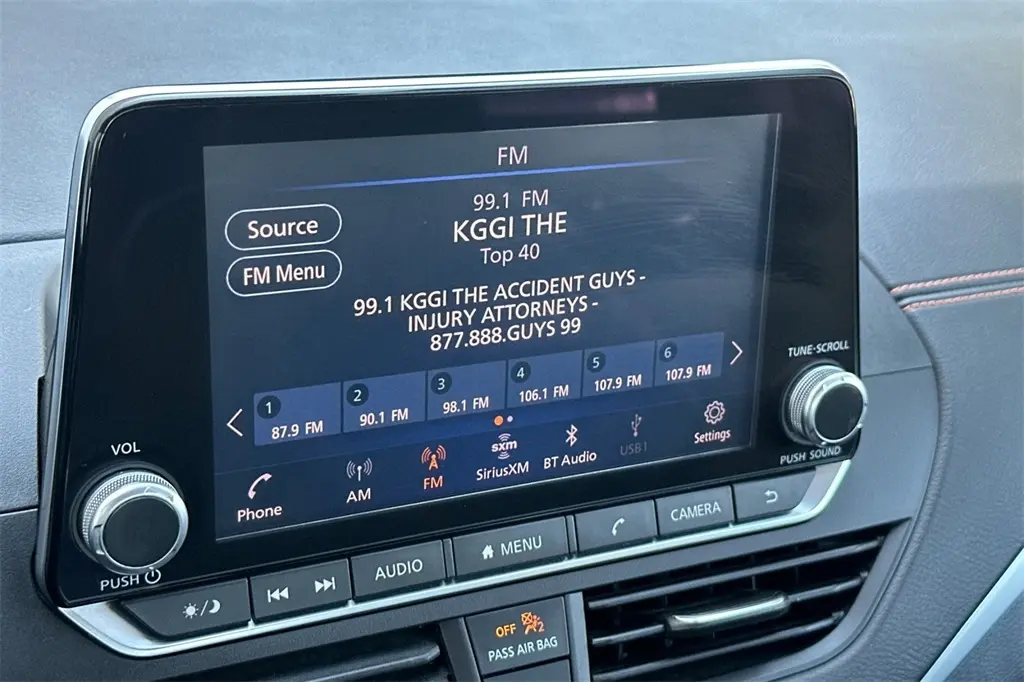 FM
99.1 FM
KGGI THE
Top 40
Source
FM Menu
99.1 KGGI THE ACCIDENT GUYS -
INJURY ATTORNEYS -
877.888.GUYS 99
1
87.9 FM
2
90.1 FM
3
98.1 FM
4
106.1 FM
5
107.9 FM
6
107.9 FM
Phone
AM
FM
sxm
SiriusXM
BT Audio
USB1
Settings
VOL
PUSH
TUNE·SCROLL
PUSH SOUND
AUDIO
MENU
CAMERA
OFF
2
PASS AIR BAG